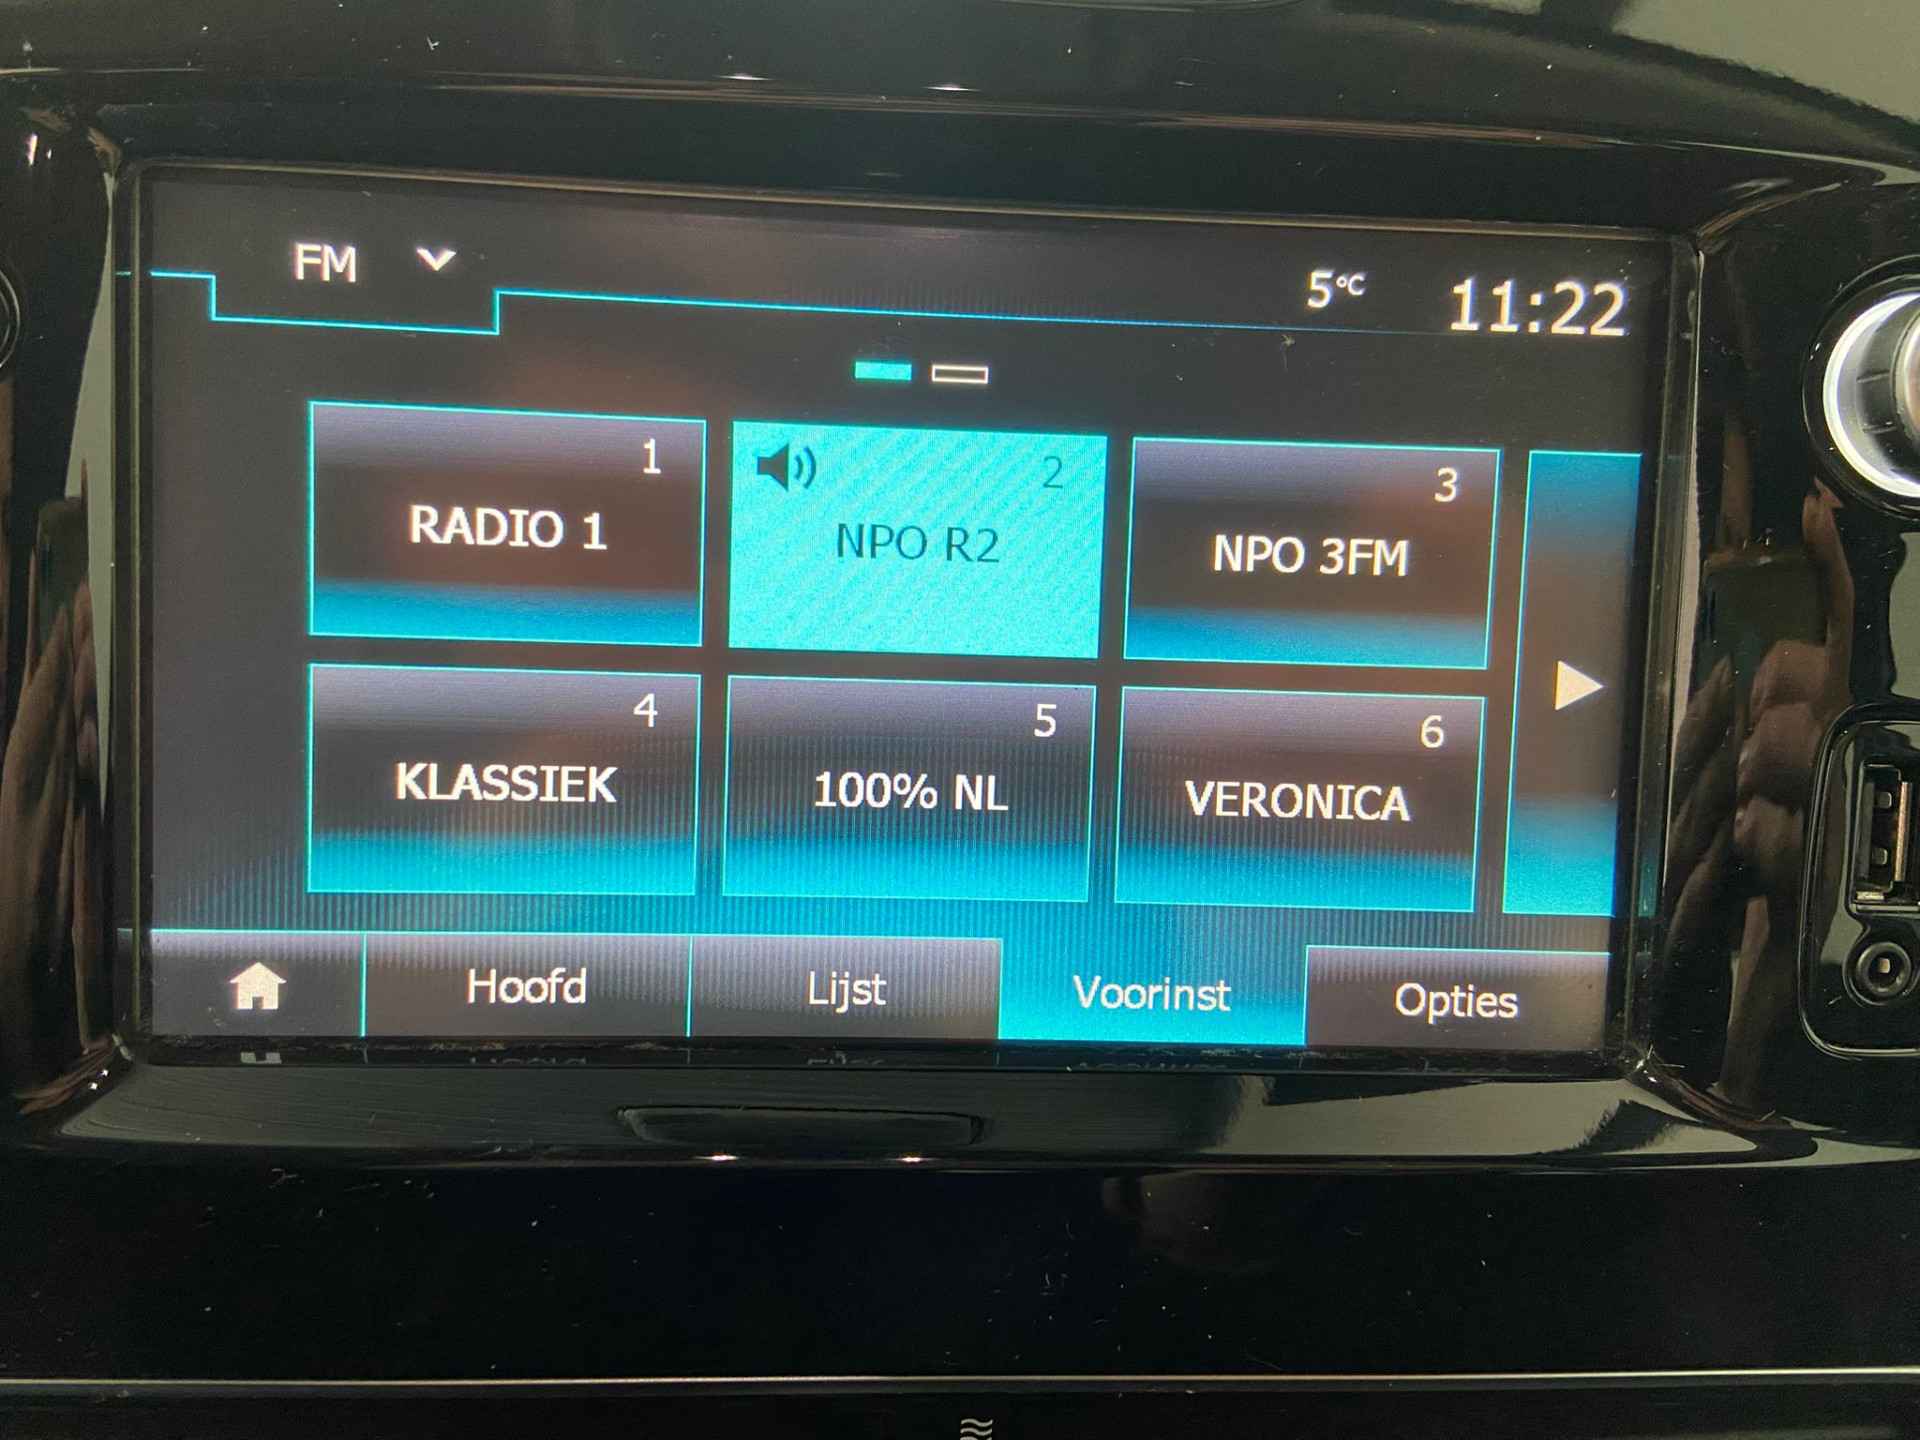 FM
5°C 11:22
1 2 3
RADIO 1 NPO R2 NPO 3FM
4 5 6
KLASSIEK 100% NL VERONICA
Hoofd Lijst Voorinst Opties